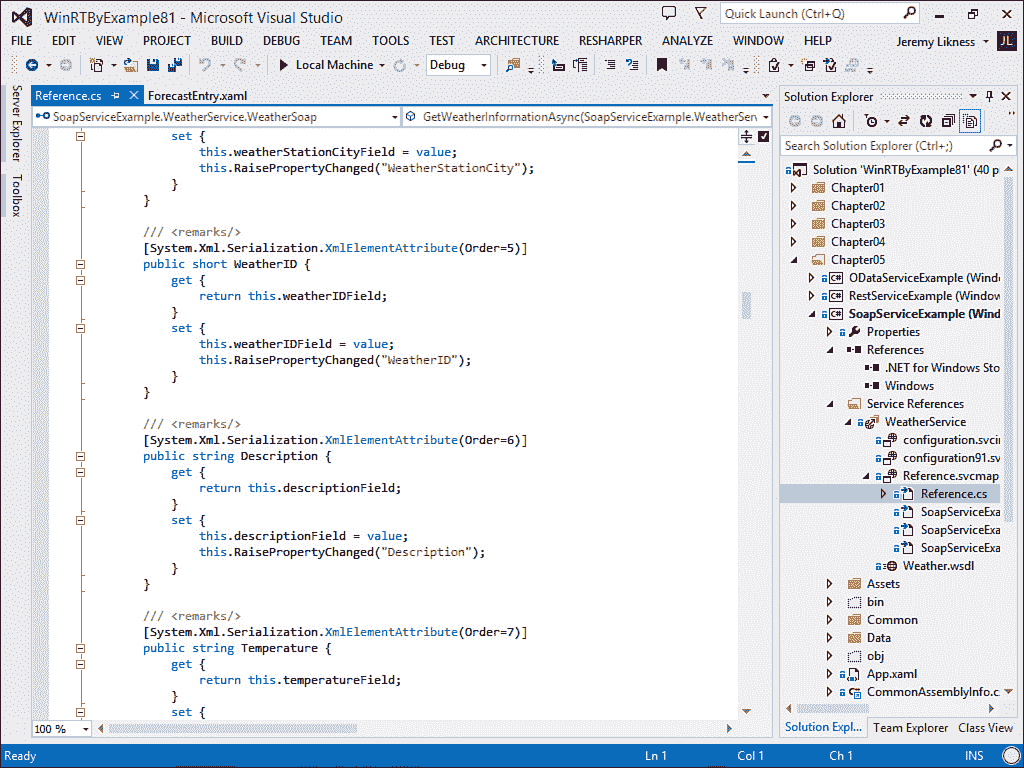 WinRTByExample81 - Microsoft Visual Studio
Quick Launch (Ctrl+Q)
FILE EDIT VIEW PROJECT BUILD DEBUG TEAM TOOLS TEST ARCHITECTURE RESHARPER ANALYZE WINDOW HELP Jeremy Likness JL
Local Machine Debug
Server Explorer
Toolbox
Reference.cs ForecastEntry.xaml
SoapServiceExample.WeatherService.WeatherSoap GetWeatherInformationAsync(SoapServiceExample.WeatherServ
set {
this.weatherStationCityField = value;
this.RaisePropertyChanged("WeatherStationCity");
}
}
/// <remarks/>
[System.Xml.Serialization.XmlElementAttribute(Order=5)]
public short WeatherID {
get {
return this.weatherIDField;
}
set {
this.weatherIDField = value;
this.RaisePropertyChanged("WeatherID");
}
}
/// <remarks/>
[System.Xml.Serialization.XmlElementAttribute(Order=6)]
public string Description {
get {
return this.descriptionField;
}
set {
this.descriptionField = value;
this.RaisePropertyChanged("Description");
}
}
/// <remarks/>
[System.Xml.Serialization.XmlElementAttribute(Order=7)]
public string Temperature {
get {
return this.temperatureField;
}
set {
100 %
Solution Explorer
Search Solution Explorer (Ctrl+;)
Solution 'WinRTByExample81' (40 p
Chapter01
Chapter02
Chapter03
Chapter04
Chapter05
C# ODataServiceExample (Wind
C# RestServiceExample (Window
C# SoapServiceExample (Wind
Properties
References
.NET for Windows Sto
Windows
Service References
WeatherService
configuration.svcin
configuration91.sv
Reference.svcmap
Reference.cs
SoapServiceExa
SoapServiceExa
SoapServiceExa
Weather.wsdl
Assets
bin
Common
Data
obj
App.xaml
CommonAssemblyInfo.c
Solution Expl... Team Explorer Class View
Ready Ln 1 Col 1 Ch 1 INS